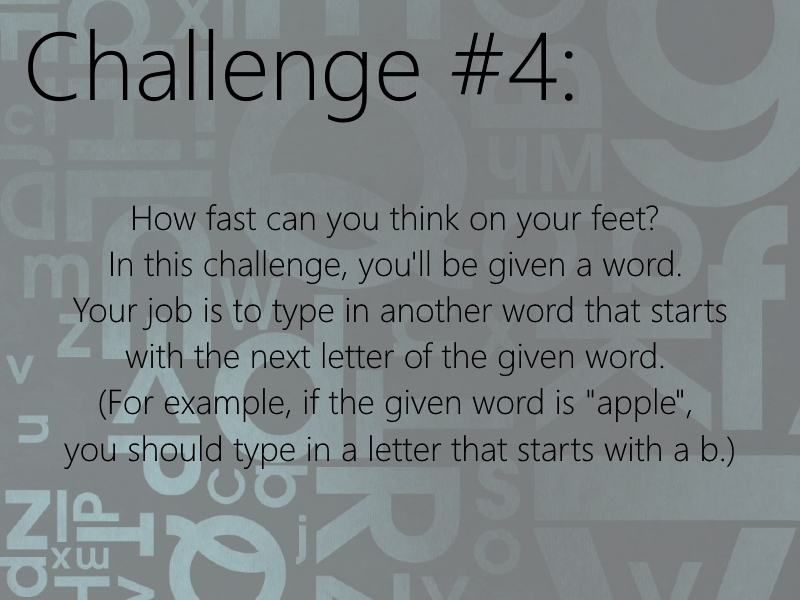 Challenge #4:
How fast can you think on your feet?
In this challenge, you'll be given a word.
Your job is to type in another word that starts
with the next letter of the given word.
(For example, if the given word is "apple",
you should type in a letter that starts with a b.)